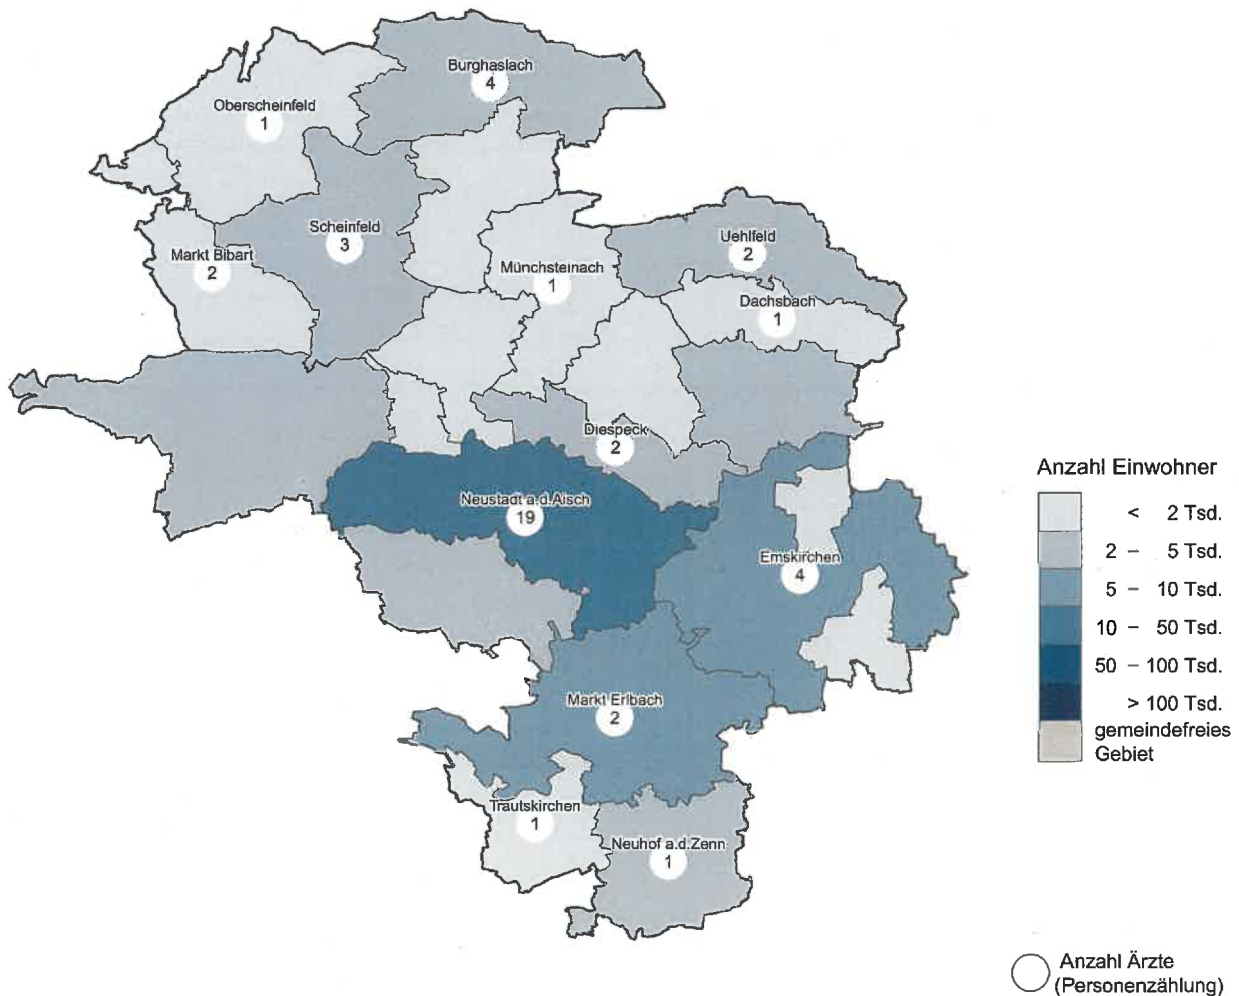 Burghaslach
4
Oberscheinfeld
1
Scheinfeld
3
Markt Bibart
2
Uehlfeld
2
Münchsteinach
1
Dachsbach
1
Diespeck
2
Neustadt a.d.Aisch
19
Emskirchen
4
Markt Erlbach
2
Trautskirchen
1
Neuhof a.d.Zenn
1
Anzahl Einwohner
< 2 Tsd.
2 – 5 Tsd.
5 – 10 Tsd.
10 – 50 Tsd.
50 – 100 Tsd.
> 100 Tsd.
gemeindefreies
Gebiet
Anzahl Ärzte
(Personenzählung)